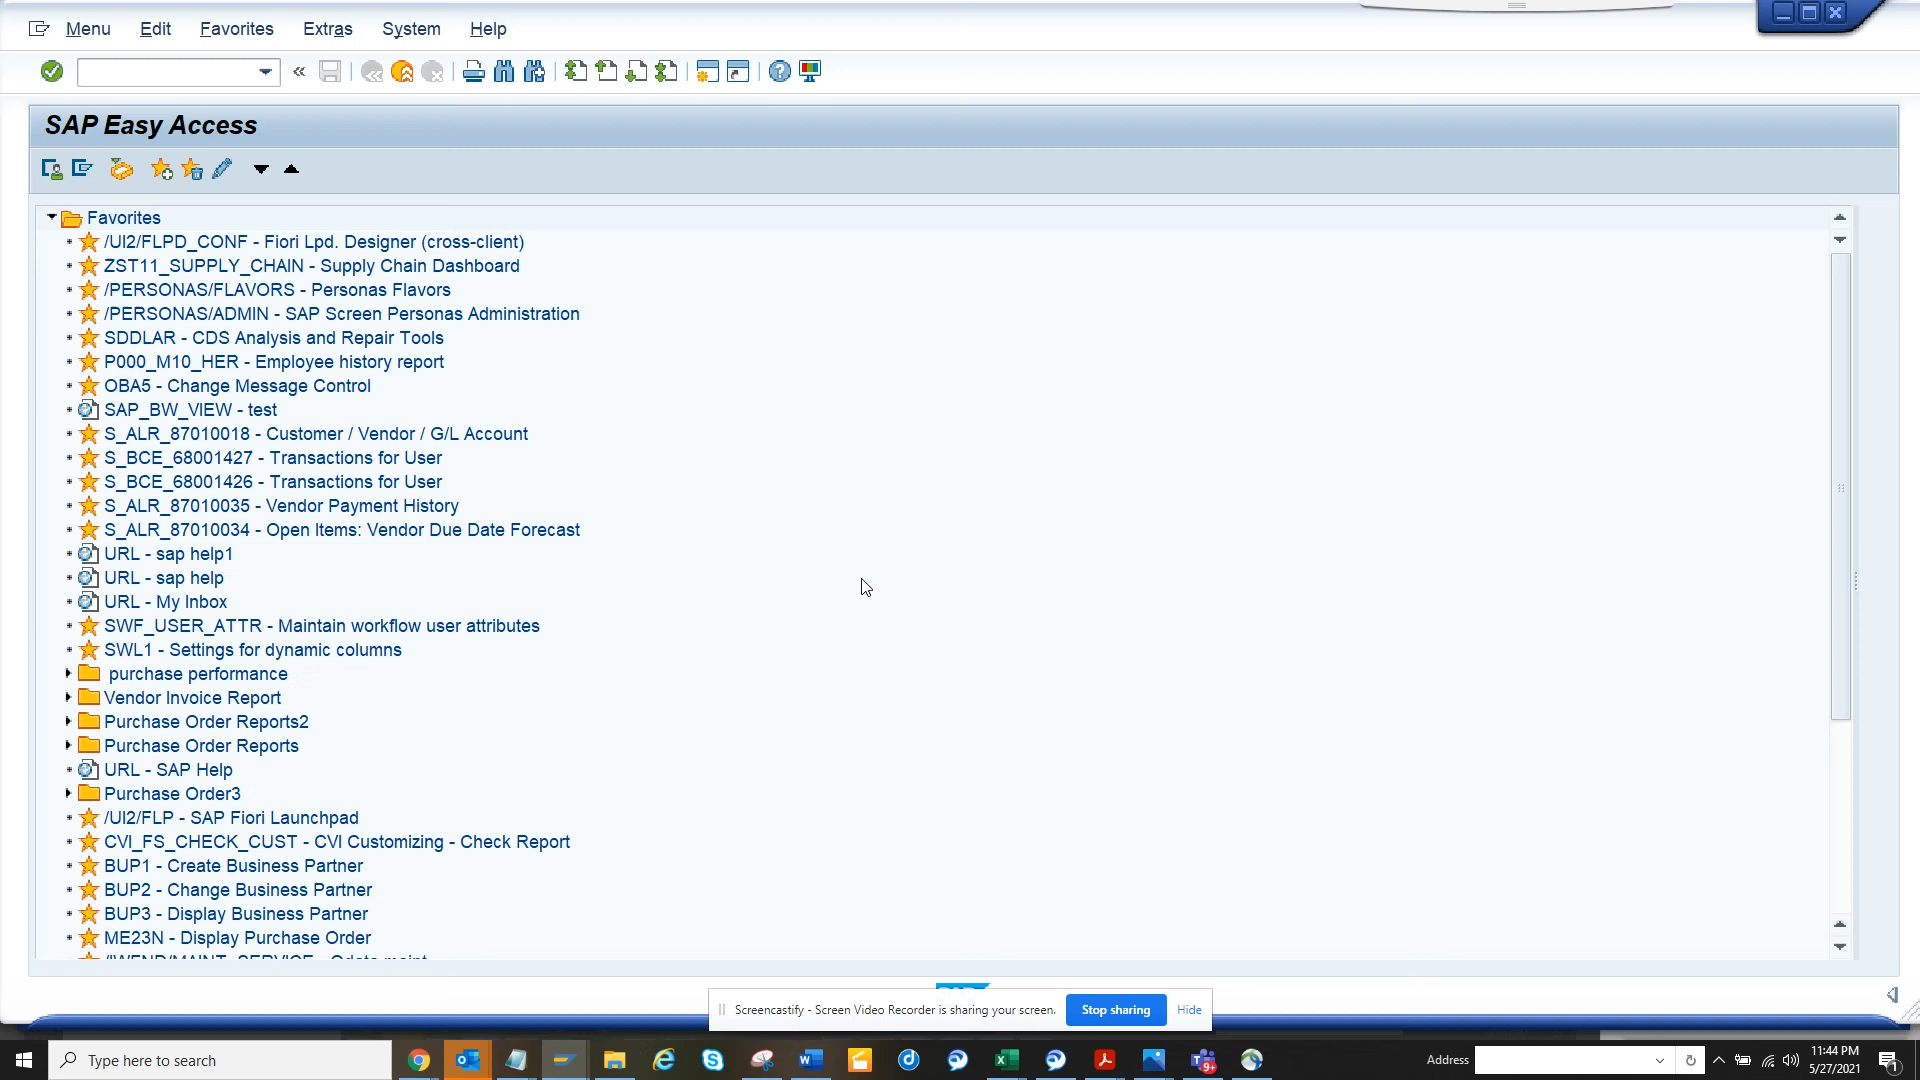 Menu Edit Favorites Extras System Help
SAP Easy Access
Favorites
/UI2/FLPD_CONF - Fiori Lpd. Designer (cross-client)
ZST11_SUPPLY_CHAIN - Supply Chain Dashboard
/PERSONAS/FLAVORS - Personas Flavors
/PERSONAS/ADMIN - SAP Screen Personas Administration
SDDLAR - CDS Analysis and Repair Tools
P000_M10_HER - Employee history report
OBA5 - Change Message Control
SAP_BW_VIEW - test
S_ALR_87010018 - Customer / Vendor / G/L Account
S_BCE_68001427 - Transactions for User
S_BCE_68001426 - Transactions for User
S_ALR_87010035 - Vendor Payment History
S_ALR_87010034 - Open Items: Vendor Due Date Forecast
URL - sap help1
URL - sap help
URL - My Inbox
SWF_USER_ATTR - Maintain workflow user attributes
SWL1 - Settings for dynamic columns
purchase performance
Vendor Invoice Report
Purchase Order Reports2
Purchase Order Reports
URL - SAP Help
Purchase Order3
/UI2/FLP - SAP Fiori Launchpad
CVI_FS_CHECK_CUST - CVI Customizing - Check Report
BUP1 - Create Business Partner
BUP2 - Change Business Partner
BUP3 - Display Business Partner
ME23N - Display Purchase Order
Screencastify - Screen Video Recorder is sharing your screen. Stop sharing Hide
Type here to search
Address
9+
11:44 PM
5/27/2021
1